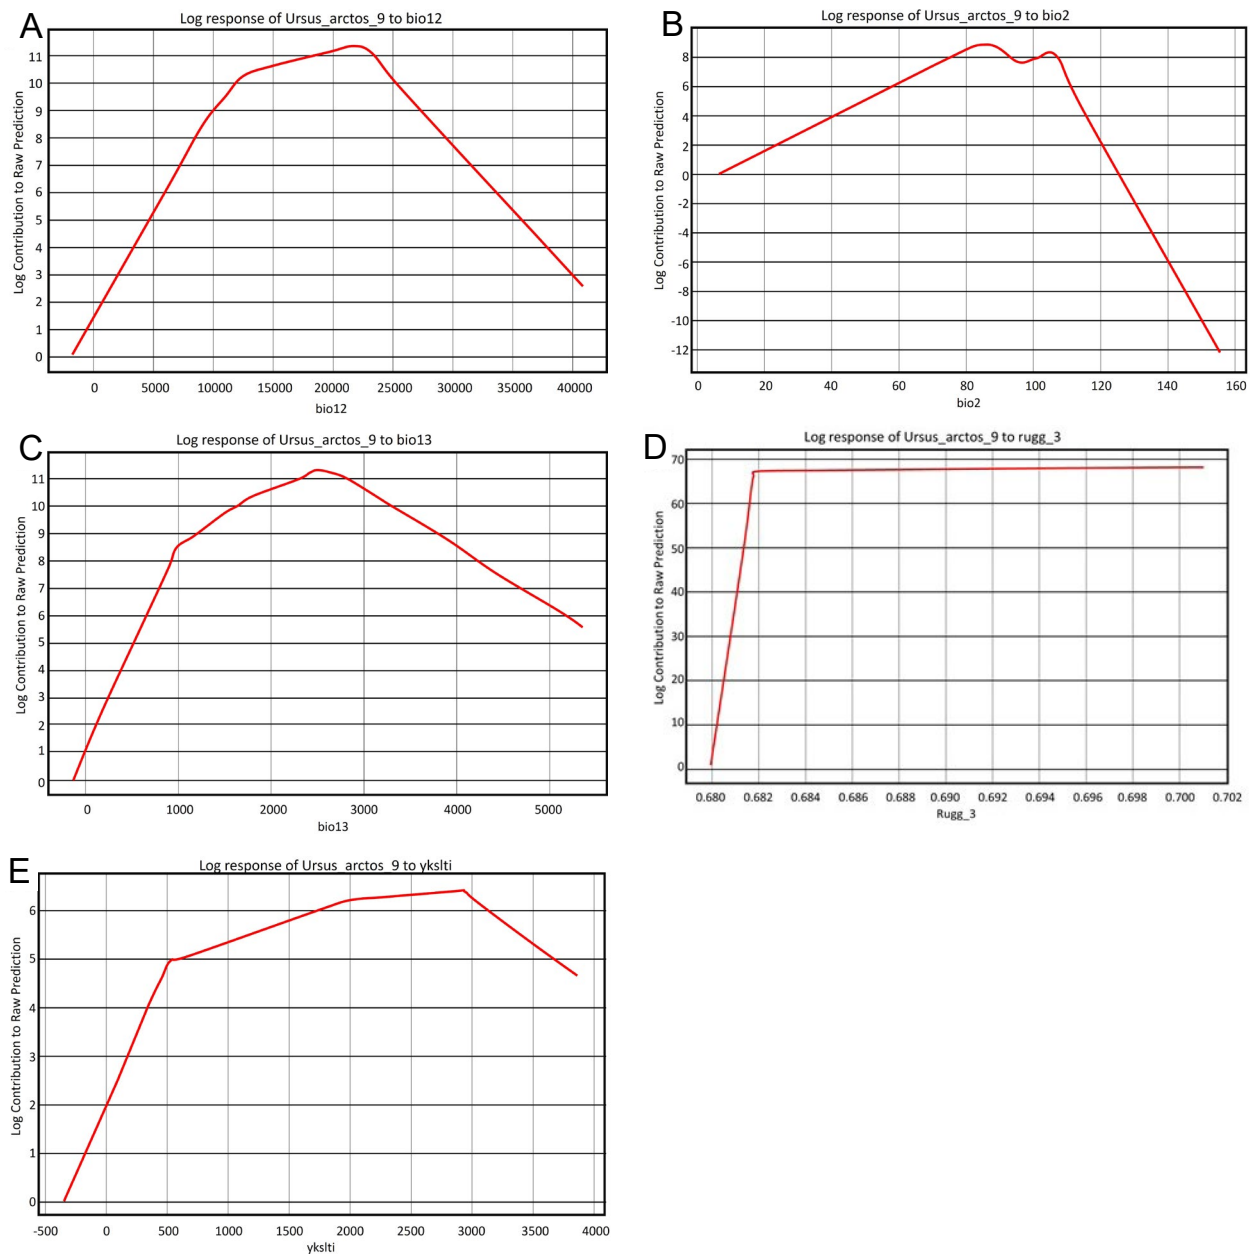 A
Log response of Ursus_arctos_9 to bio12
Log Contribution to Raw Prediction
11
10
9
8
7
6
5
4
3
2
1
0
0 5000 10000 15000 20000 25000 30000 35000 40000
bio12
B
Log response of Ursus_arctos_9 to bio2
Log Contribution to Raw Prediction
8
6
4
2
0
-2
-4
-6
-8
-10
-12
0 20 40 60 80 100 120 140 160
bio2
C
Log response of Ursus_arctos_9 to bio13
Log Contribution to Raw Prediction
11
10
9
8
7
6
5
4
3
2
1
0
0 1000 2000 3000 4000 5000
bio13
D
Log response of Ursus_arctos_9 to rugg_3
Log Contribution to Raw Prediction
70
60
50
40
30
20
10
0
0.680 0.682 0.684 0.686 0.688 0.690 0.692 0.694 0.696 0.698 0.700 0.702
Rugg_3
E
Log response of Ursus arctos 9 to ykslti
Log Contribution to Raw Prediction
6
5
4
3
2
1
0
-500 0 500 1000 1500 2000 2500 3000 3500 4000
ykslti